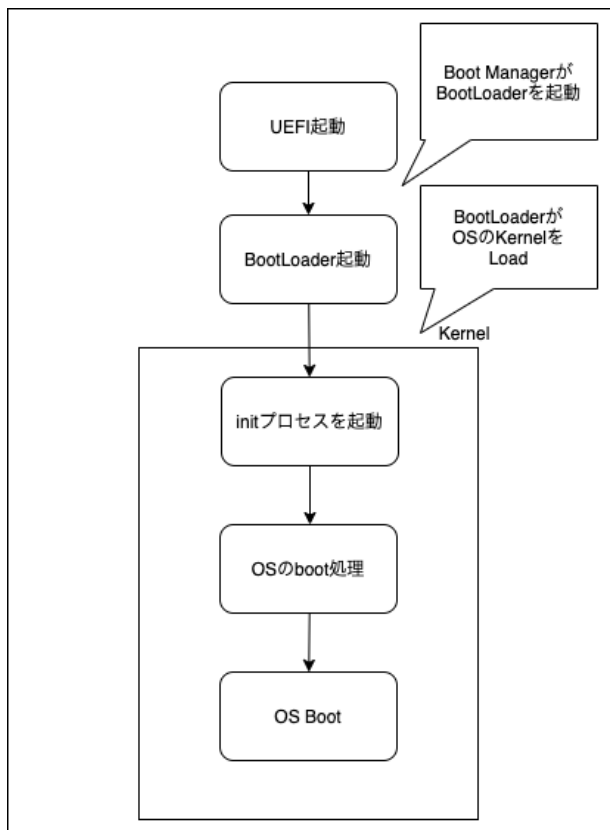 Boot Managerが
BootLoaderを起動
UEFI起動
BootLoaderが
OSのKernelを
Load
BootLoader起動
Kernel
initプロセスを起動
OSのboot処理
OS Boot